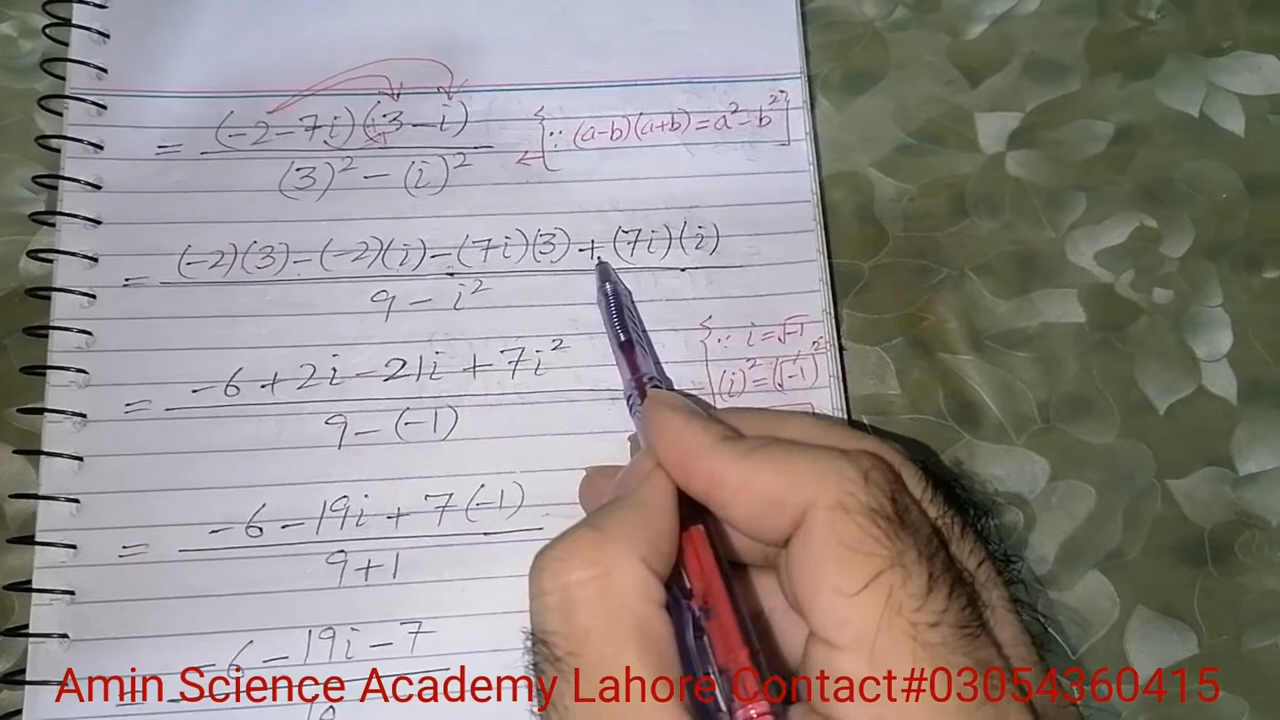 = (-2-7i)(3-i) / (3)² - (i)²
{∵ (a-b)(a+b) = a² - b²}
= (-2)(3) - (-2)(i) - (7i)(3) + (7i)(i) / 9 - i²
{∵ i = √-1
(i)² = (√-1)²
= -6 + 2i - 21i + 7i² / 9 - (-1)
= -6 - 19i + 7(-1) / 9+1
= -6 - 19i - 7 / 10
Amin Science Academy Lahore Contact#03054360415